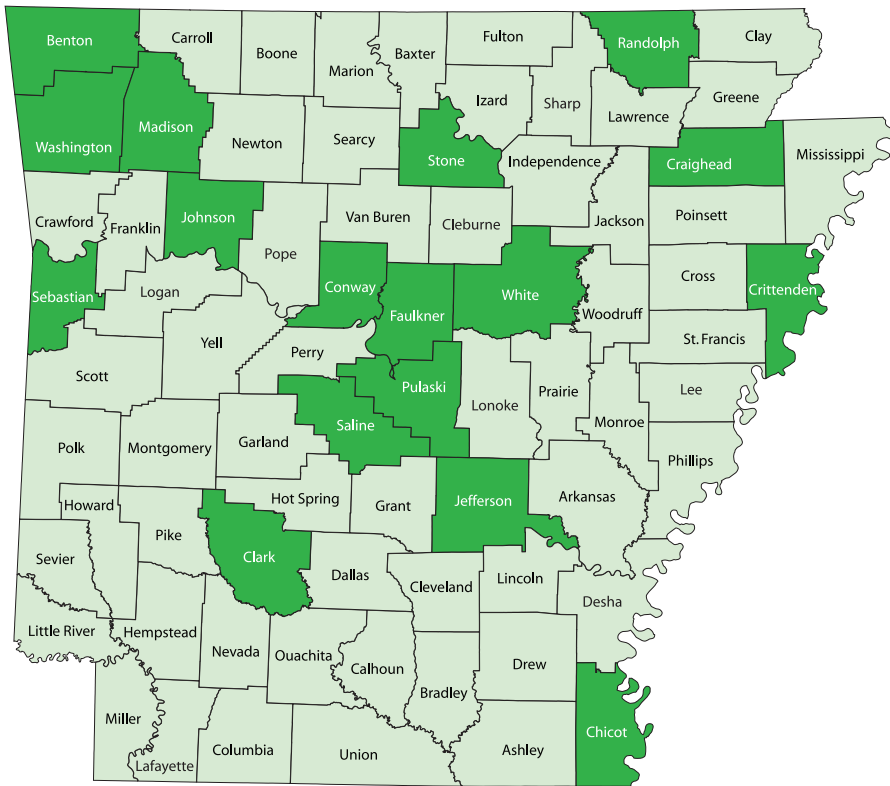 Benton
Carroll
Boone
Marion
Baxter
Fulton
Randolph
Clay
Washington
Madison
Newton
Searcy
Stone
Izard
Sharp
Lawrence
Greene
Independence
Craighead
Mississippi
Crawford
Franklin
Johnson
Pope
Van Buren
Cleburne
Jackson
Poinsett
Sebastian
Logan
Conway
Faulkner
White
Woodruff
Cross
Crittenden
Scott
Yell
Perry
Pulaski
Lonoke
Prairie
Monroe
St. Francis
Lee
Polk
Montgomery
Garland
Saline
Phillips
Howard
Pike
Hot Spring
Grant
Jefferson
Arkansas
Sevier
Clark
Dallas
Cleveland
Lincoln
Desha
Little River
Hempstead
Nevada
Ouachita
Calhoun
Bradley
Drew
Miller
Lafayette
Columbia
Union
Ashley
Chicot